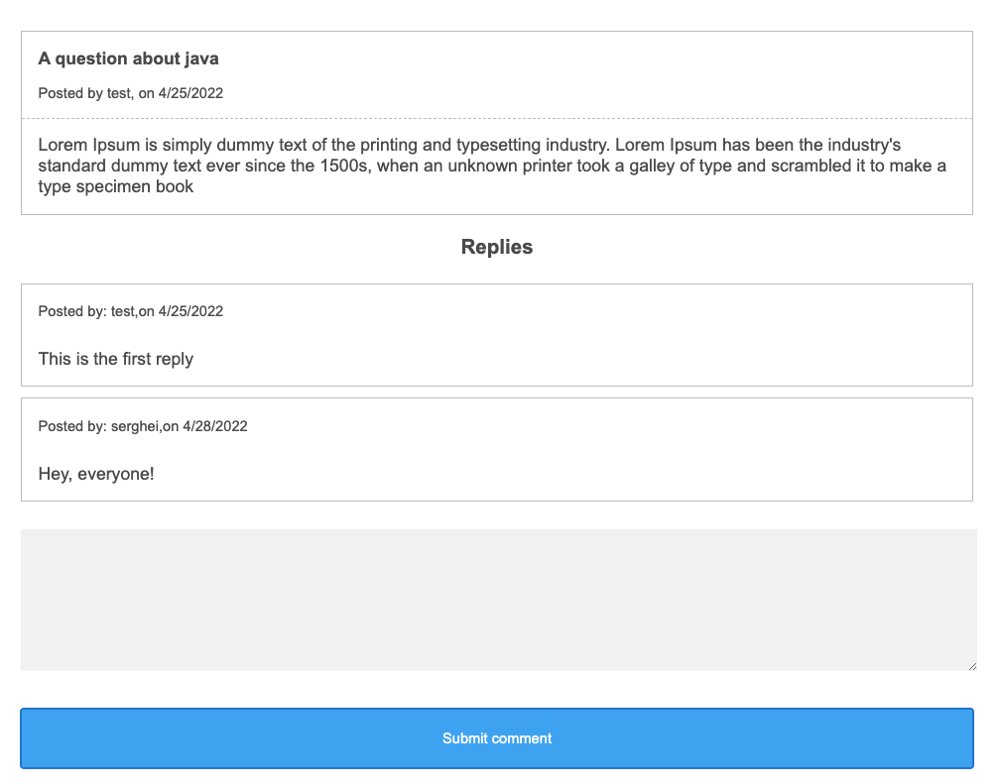 A question about java
Posted by test, on 4/25/2022
Lorem Ipsum is simply dummy text of the printing and typesetting industry. Lorem Ipsum has been the industry's
standard dummy text ever since the 1500s, when an unknown printer took a galley of type and scrambled it to make a
type specimen book
Replies
Posted by: test,on 4/25/2022
This is the first reply
Posted by: serghei,on 4/28/2022
Hey, everyone!
Submit comment